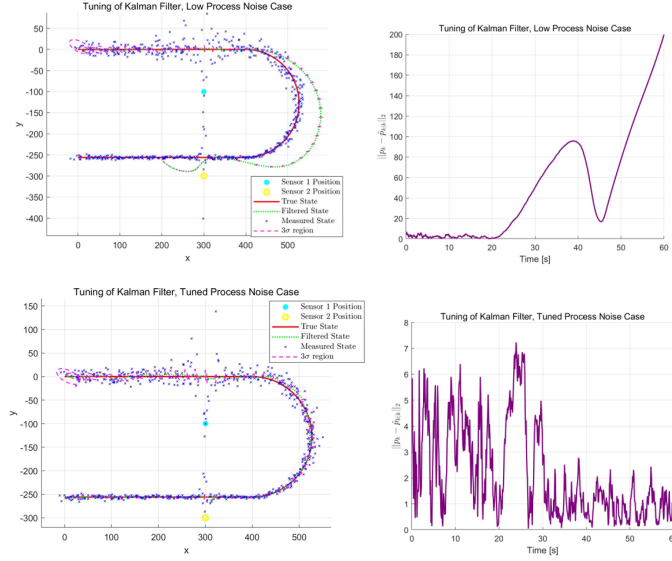 Tuning of Kalman Filter, Low Process Noise Case
50
0
-50
-100
-150
-200
-250
-300
-350
-400
y
0
100
200
300
400
500
x
Sensor 1 Position
Sensor 2 Position
True State
Filtered State
Measured State
3σ region
Tuning of Kalman Filter, Low Process Noise Case
200
180
160
140
120
100
80
60
40
20
0
||p_k − p̂_{k|k}||_2
0
10
20
30
40
50
60
Time [s]
Tuning of Kalman Filter, Tuned Process Noise Case
150
100
50
0
-50
-100
-150
-200
-250
-300
y
0
100
200
300
400
500
x
Sensor 1 Position
Sensor 2 Position
True State
Filtered State
Measured State
3σ region
Tuning of Kalman Filter, Tuned Process Noise Case
8
7
6
5
4
3
2
1
0
||p_k − p̂_{k|k}||_2
0
10
20
30
40
50
Time [s]